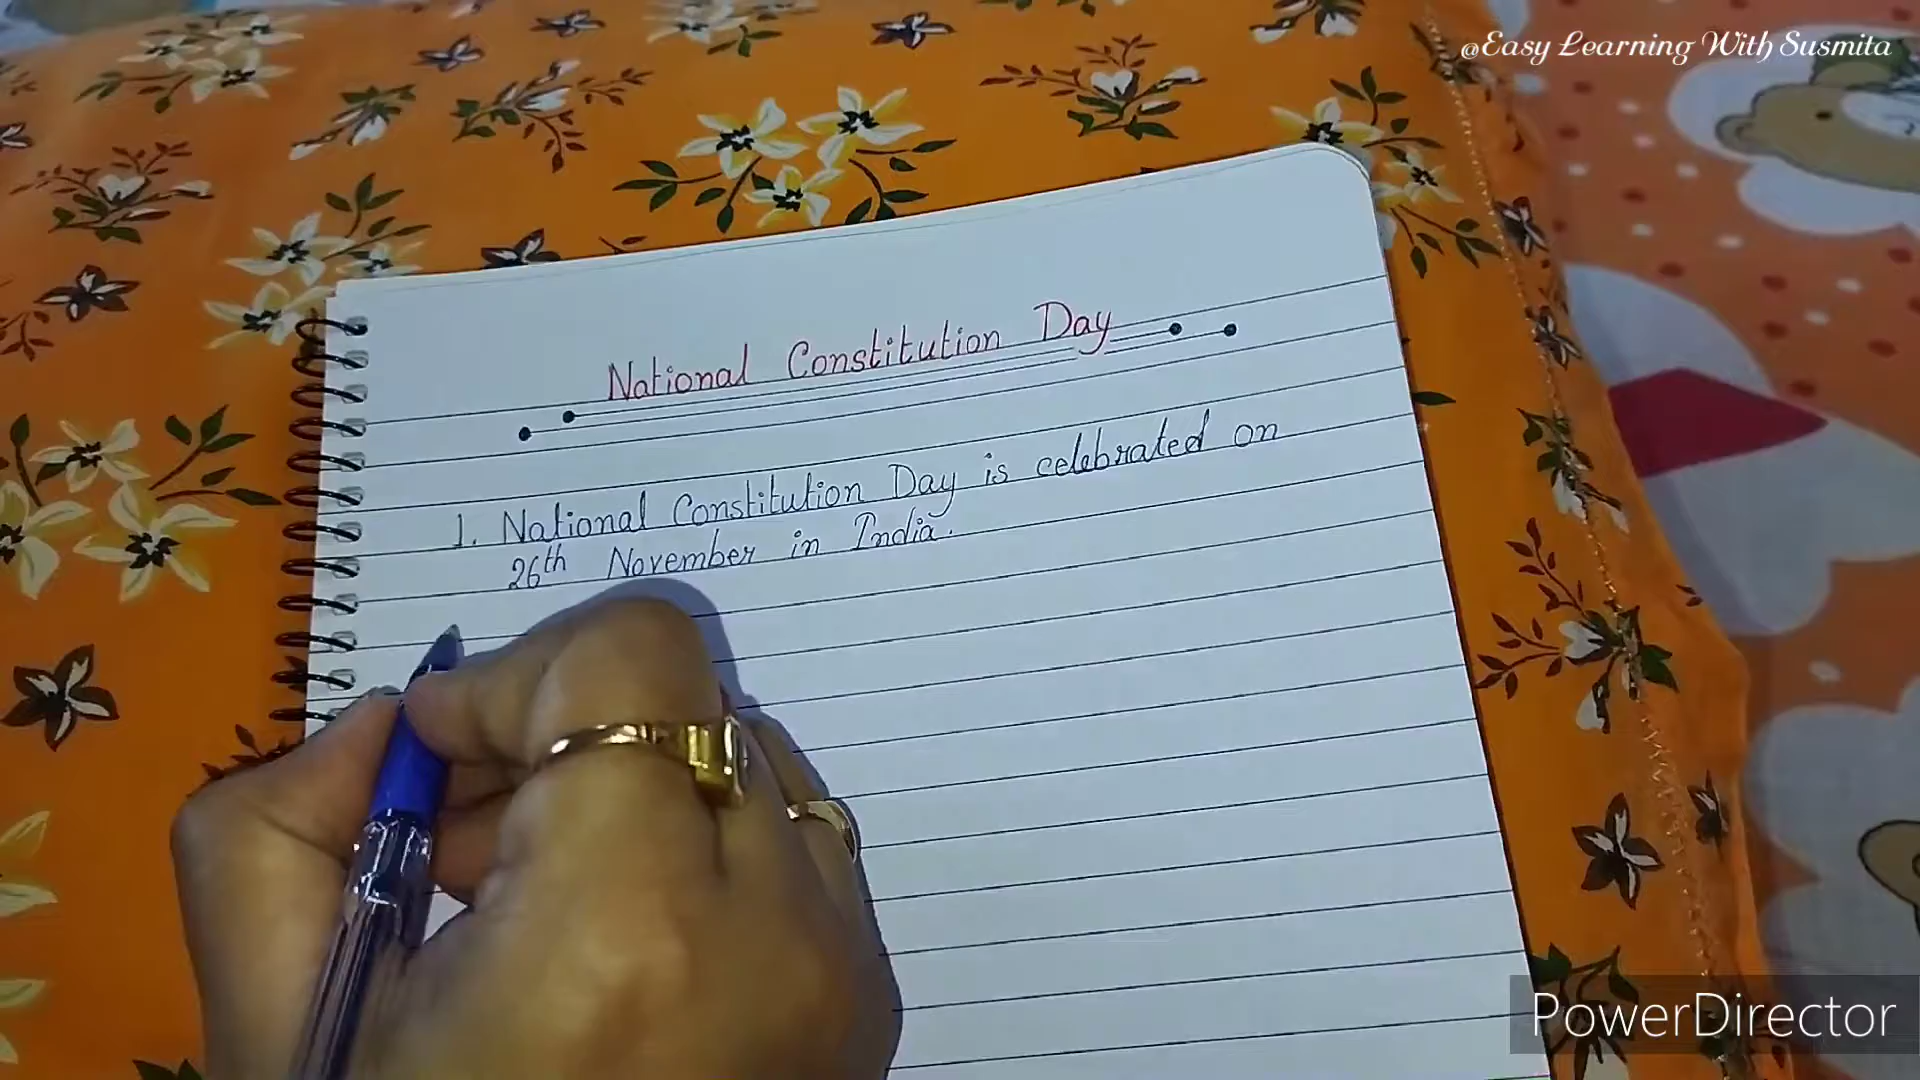 @Easy Learning With Susmita
National Constitution Day
1. National Constitution Day is celebrated on
26th November in India.
PowerDirector